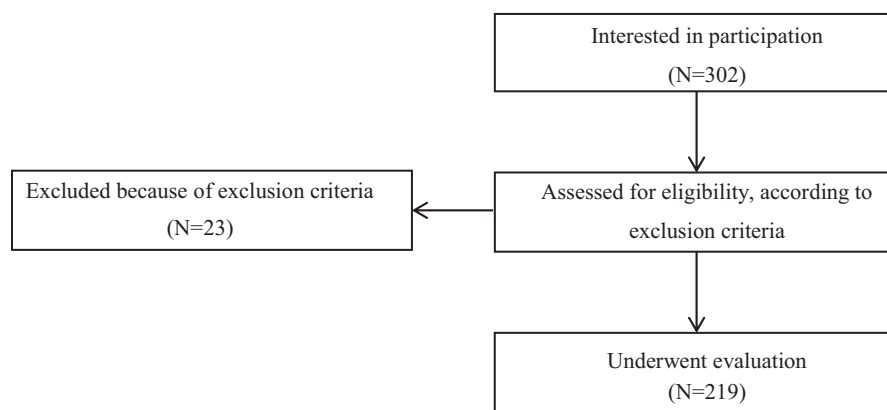 Interested in participation
(N=302)
Excluded because of exclusion criteria
(N=23)
Assessed for eligibility, according to
exclusion criteria
Underwent evaluation
(N=219)